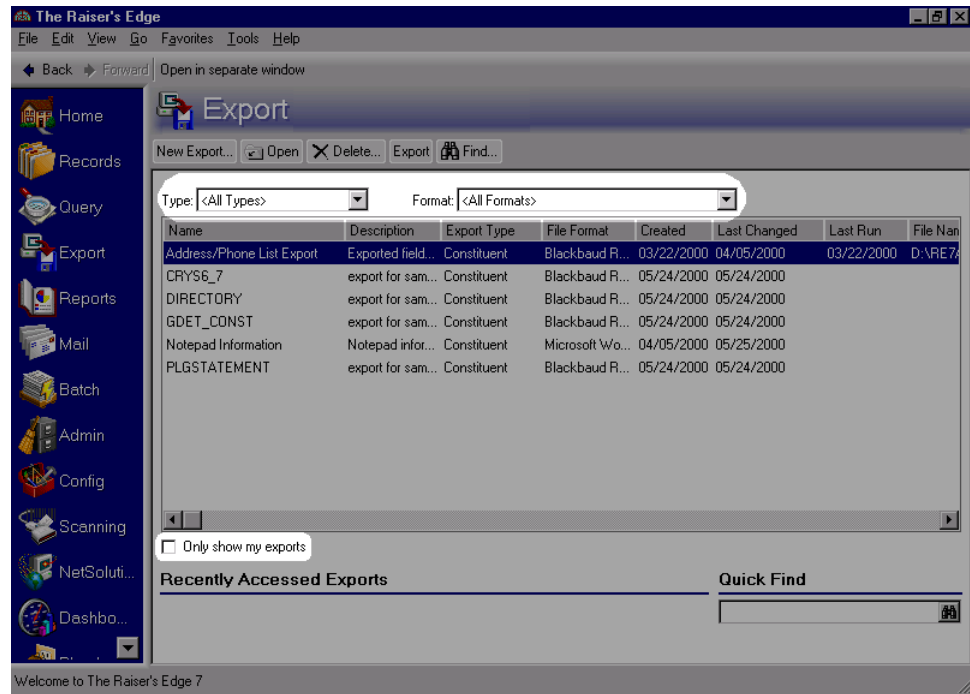 The Raiser's Edge
File Edit View Go Favorites Tools Help
Back Forward Open in separate window
Export
New Export... Open Delete... Export Find...
Type: <All Types> Format: <All Formats>
Name Description Export Type File Format Created Last Changed Last Run File Nan
Address/Phone List Export Exported field... Constituent Blackbaud R... 03/22/2000 04/05/2000 03/22/2000 D:\RE7
CRYS6_7 export for sam... Constituent Blackbaud R... 05/24/2000 05/24/2000
DIRECTORY export for sam... Constituent Blackbaud R... 05/24/2000 05/24/2000
GDET_CONST export for sam... Constituent Blackbaud R... 05/24/2000 05/24/2000
Notepad Information Notepad infor... Constituent Microsoft Wo... 04/05/2000 05/25/2000
PLGSTATEMENT export for sam... Constituent Blackbaud R... 05/24/2000 05/24/2000
Only show my exports
Recently Accessed Exports
Quick Find
Home
Records
Query
Export
Reports
Mail
Batch
Admin
Config
Scanning
NetSoluti...
Dashbo...
Welcome to The Raiser's Edge 7